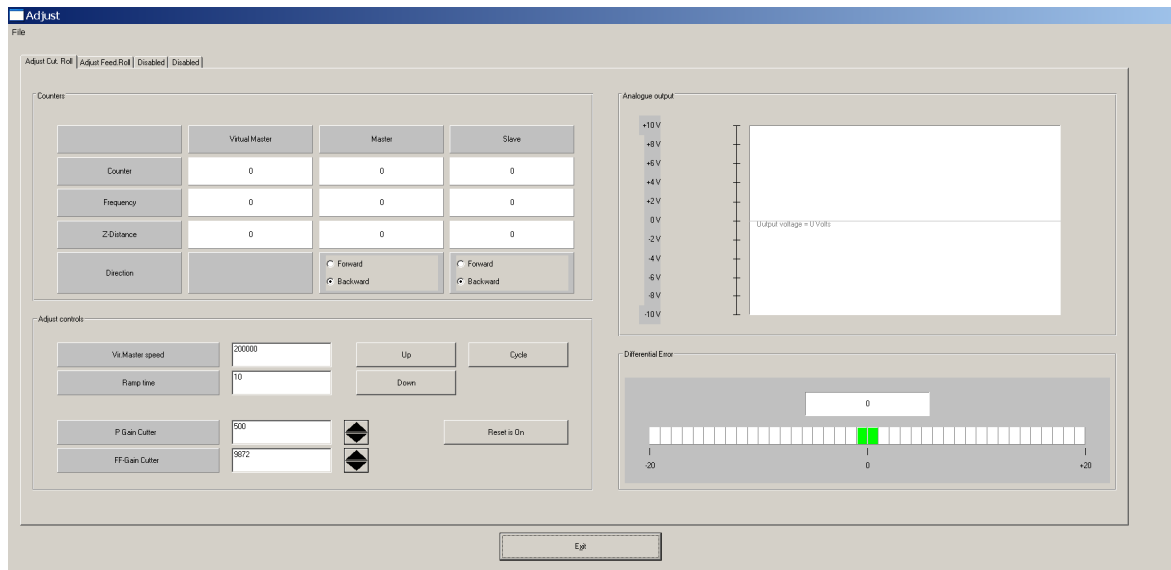 Adjust
File
Adjust Cut. Roll Adjust Feed.Roll Disabled Disabled
Counters
Virtual Master Master Slave
Counter 0 0 0
Frequency 0 0 0
Z-Distance 0 0 0
Direction
Forward Forward
Backward Backward
Analogue output
+10 V
+8 V
+6 V
+4 V
+2 V
0 V
-2 V
-4 V
-6 V
-8 V
-10 V
Output voltage = 0 Volts
Adjust controls
Vir.Master speed 200000 Up Cycle
Ramp time 10 Down
P Gain Cutter 500 Reset is On
FF-Gain Cutter 9872
Differential Error
0
-20 0 +20
Exit